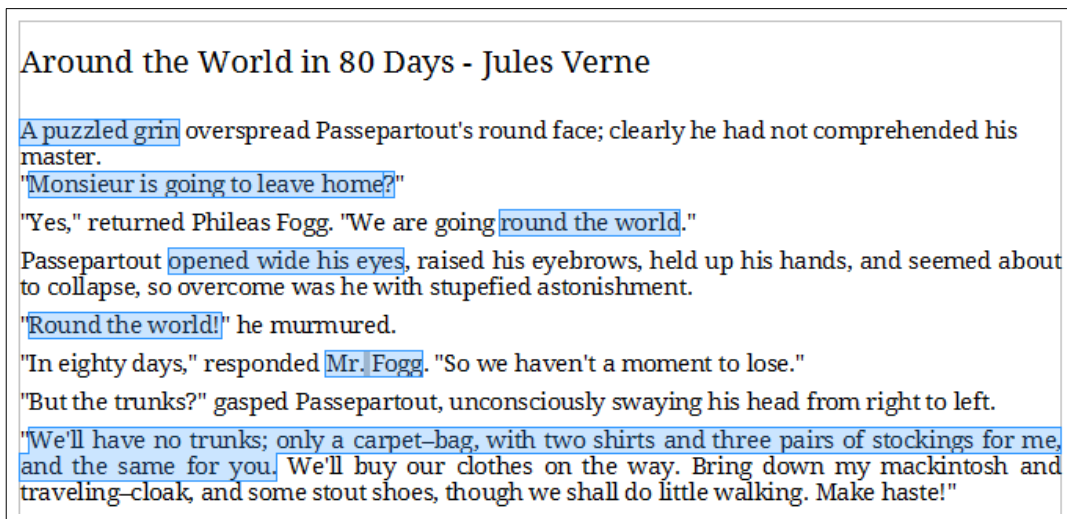 Around the World in 80 Days - Jules Verne
A puzzled grin overspread Passepartout's round face; clearly he had not comprehended his
master.
"Monsieur is going to leave home?"
"Yes," returned Phileas Fogg. "We are going round the world."
Passepartout opened wide his eyes, raised his eyebrows, held up his hands, and seemed about
to collapse, so overcome was he with stupefied astonishment.
"Round the world!" he murmured.
"In eighty days," responded Mr. Fogg. "So we haven't a moment to lose."
"But the trunks?" gasped Passepartout, unconsciously swaying his head from right to left.
"We'll have no trunks; only a carpet–bag, with two shirts and three pairs of stockings for me,
and the same for you. We'll buy our clothes on the way. Bring down my mackintosh and
traveling–cloak, and some stout shoes, though we shall do little walking. Make haste!"